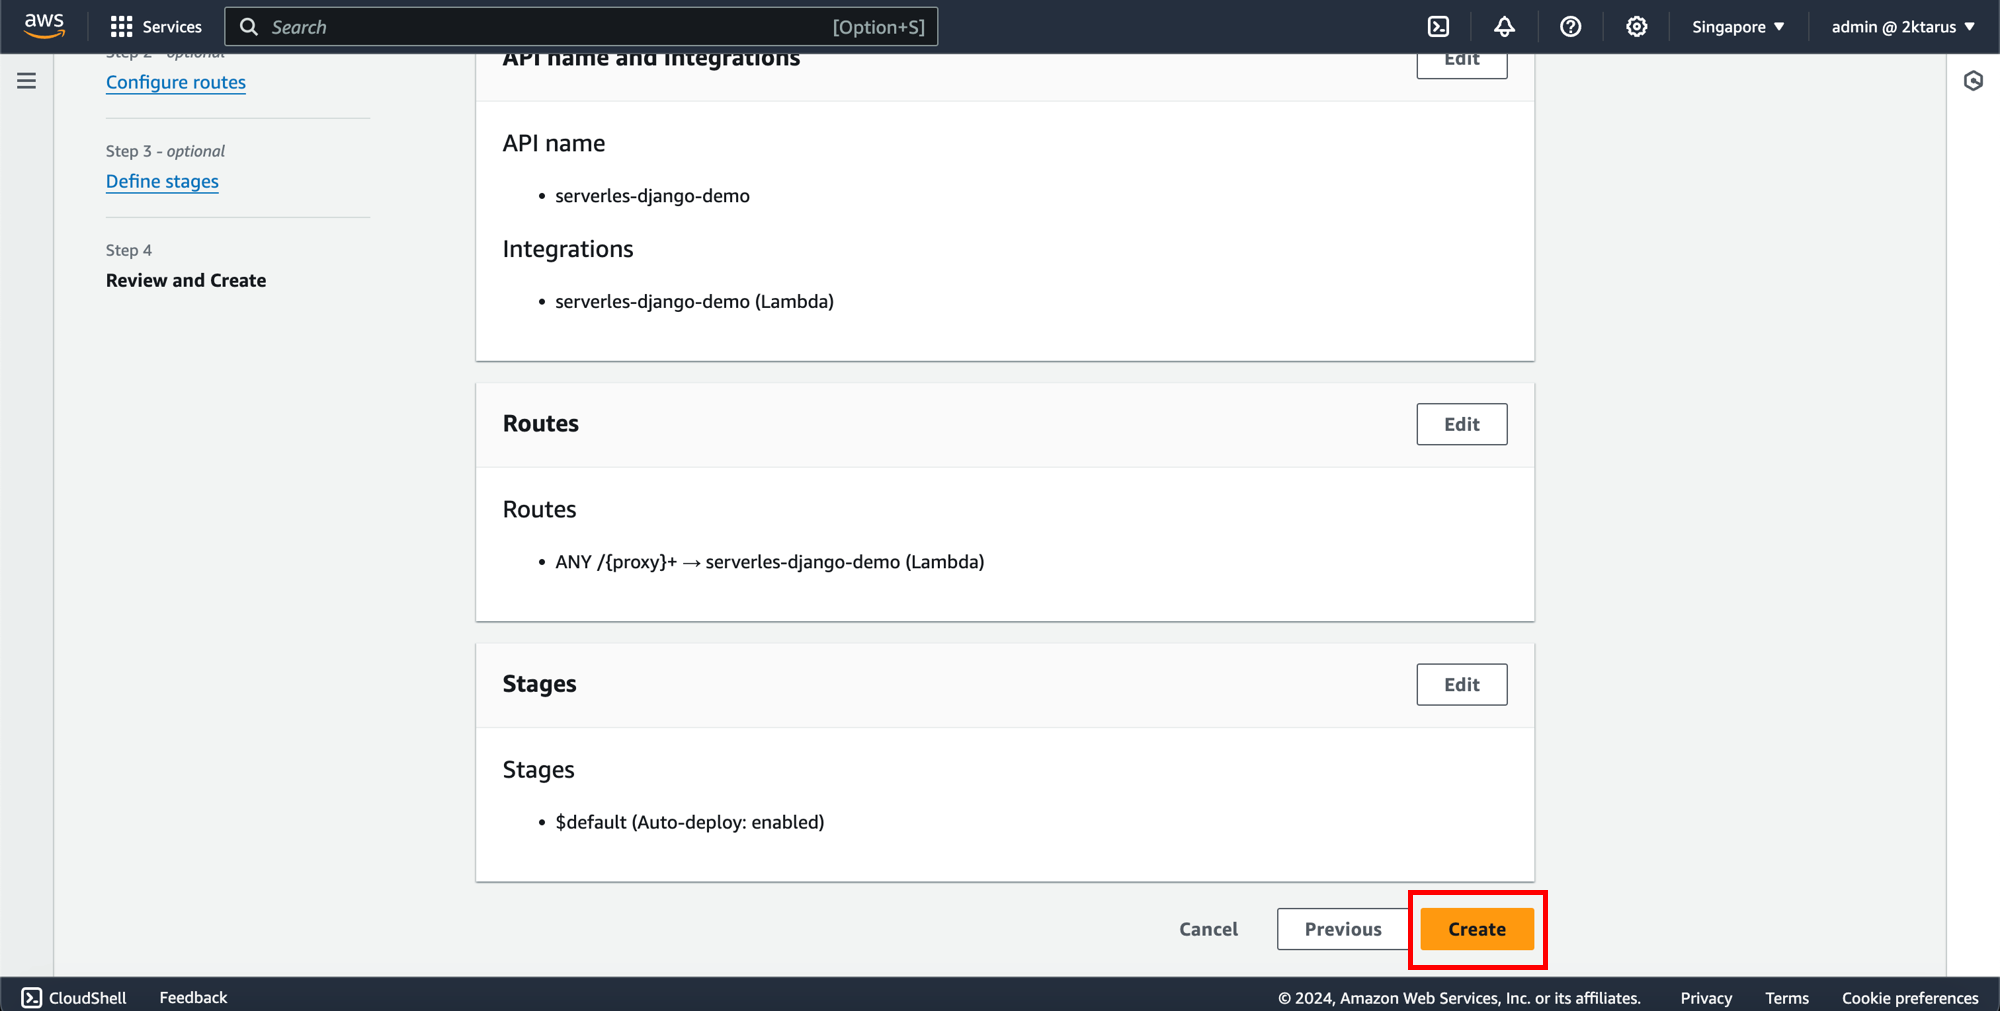 aws
Services
Search
[Option+S]
Singapore ▼
admin @ 2ktarus ▼
Step 2 - optional
Configure routes
Step 3 - optional
Define stages
Step 4
Review and Create
API name and Integrations
Edit
API name
• serverles-django-demo
Integrations
• serverles-django-demo (Lambda)
Routes
Edit
Routes
• ANY /{proxy}+ → serverles-django-demo (Lambda)
Stages
Edit
Stages
• $default (Auto-deploy: enabled)
Cancel
Previous
Create
CloudShell
Feedback
© 2024, Amazon Web Services, Inc. or its affiliates.
Privacy
Terms
Cookie preferences